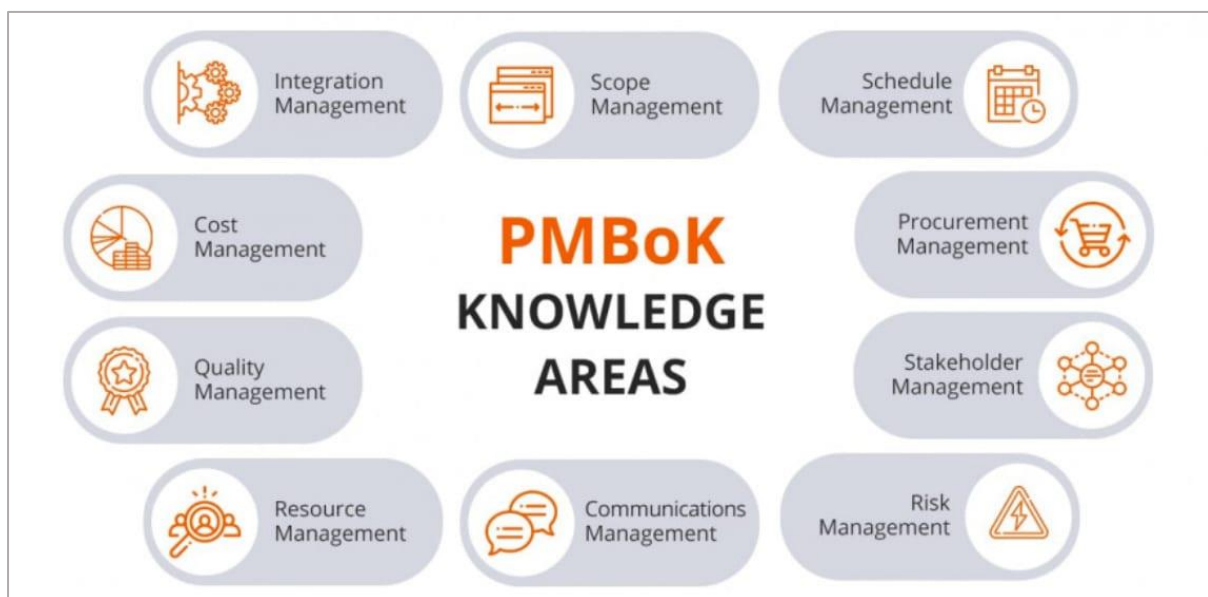 Integration
Management
Scope
Management
Schedule
Management
Cost
Management
PMBoK
KNOWLEDGE
AREAS
Procurement
Management
Quality
Management
Stakeholder
Management
Resource
Management
Communications
Management
Risk
Management